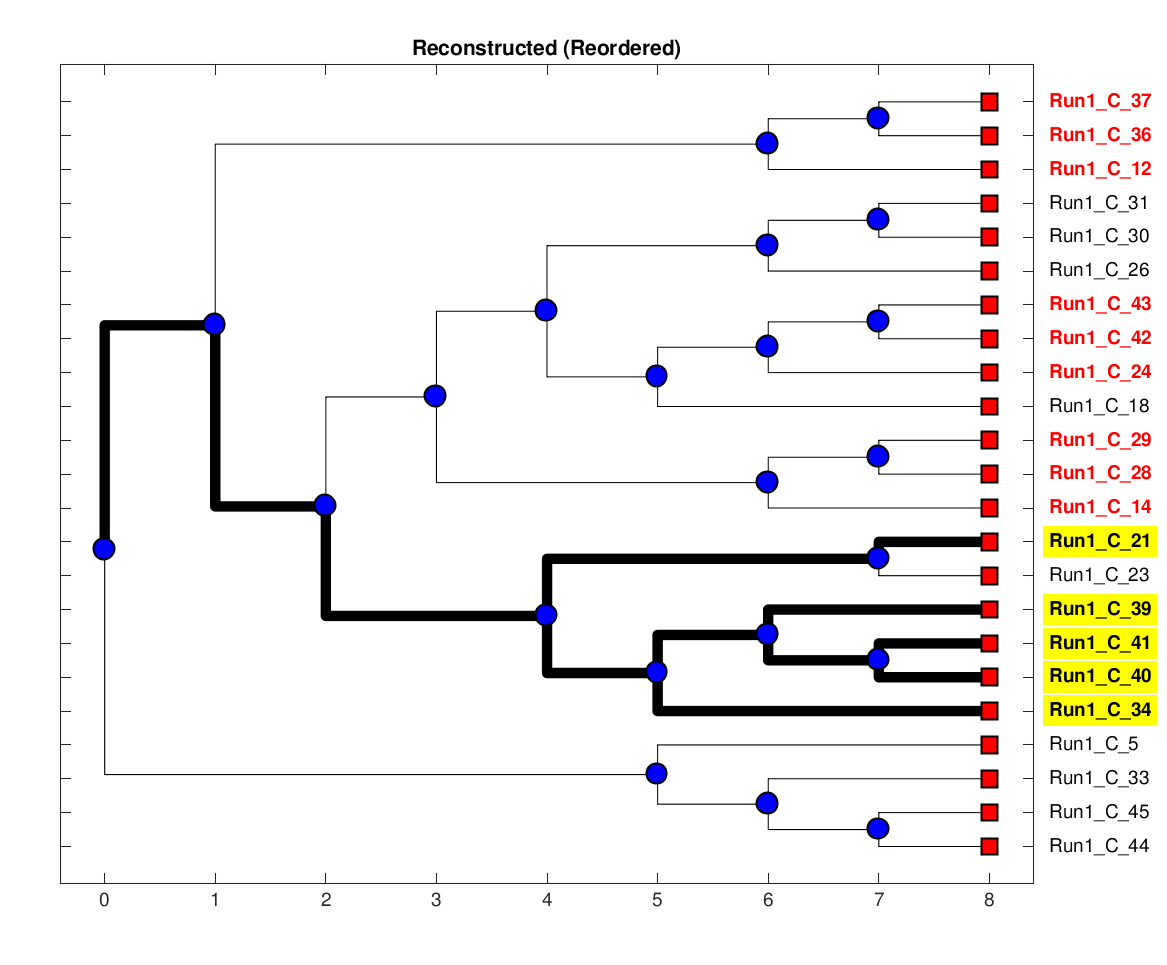 Reconstructed (Reordered)
Run1_C_37
Run1_C_36
Run1_C_12
Run1_C_31
Run1_C_30
Run1_C_26
Run1_C_43
Run1_C_42
Run1_C_24
Run1_C_18
Run1_C_29
Run1_C_28
Run1_C_14
Run1_C_21
Run1_C_23
Run1_C_39
Run1_C_41
Run1_C_40
Run1_C_34
Run1_C_5
Run1_C_33
Run1_C_45
Run1_C_44
0 1 2 3 4 5 6 7 8